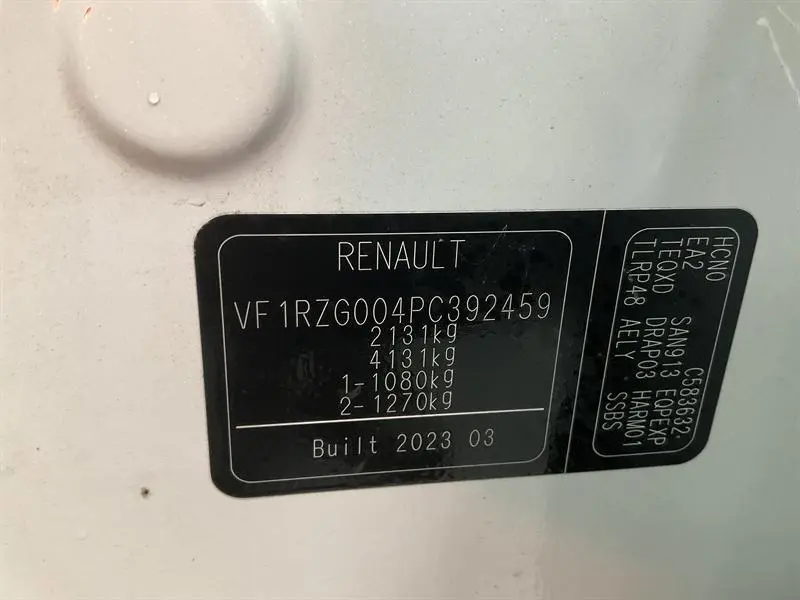 RENAULT
VF1RZG004PC392459
2131kg
4131kg
1-1080kg
2-1270kg
Built 2023 03
C583632.
HCNO SAN913 EQPEXP
EA2 DRAP03 HARM01
TEQXD AELY SSBS
TLRP48